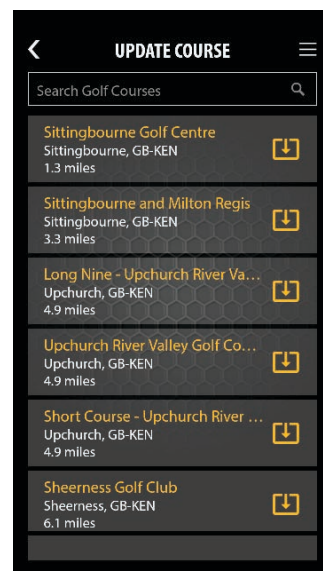 UPDATE COURSE
Search Golf Courses
Sittingbourne Golf Centre
Sittingbourne, GB-KEN
1.3 miles
Sittingbourne and Milton Regis
Sittingbourne, GB-KEN
3.3 miles
Long Nine - Upchurch River Va...
Upchurch, GB-KEN
4.9 miles
Upchurch River Valley Golf Co...
Upchurch, GB-KEN
4.9 miles
Short Course - Upchurch River ...
Upchurch, GB-KEN
4.9 miles
Sheerness Golf Club
Sheerness, GB-KEN
6.1 miles